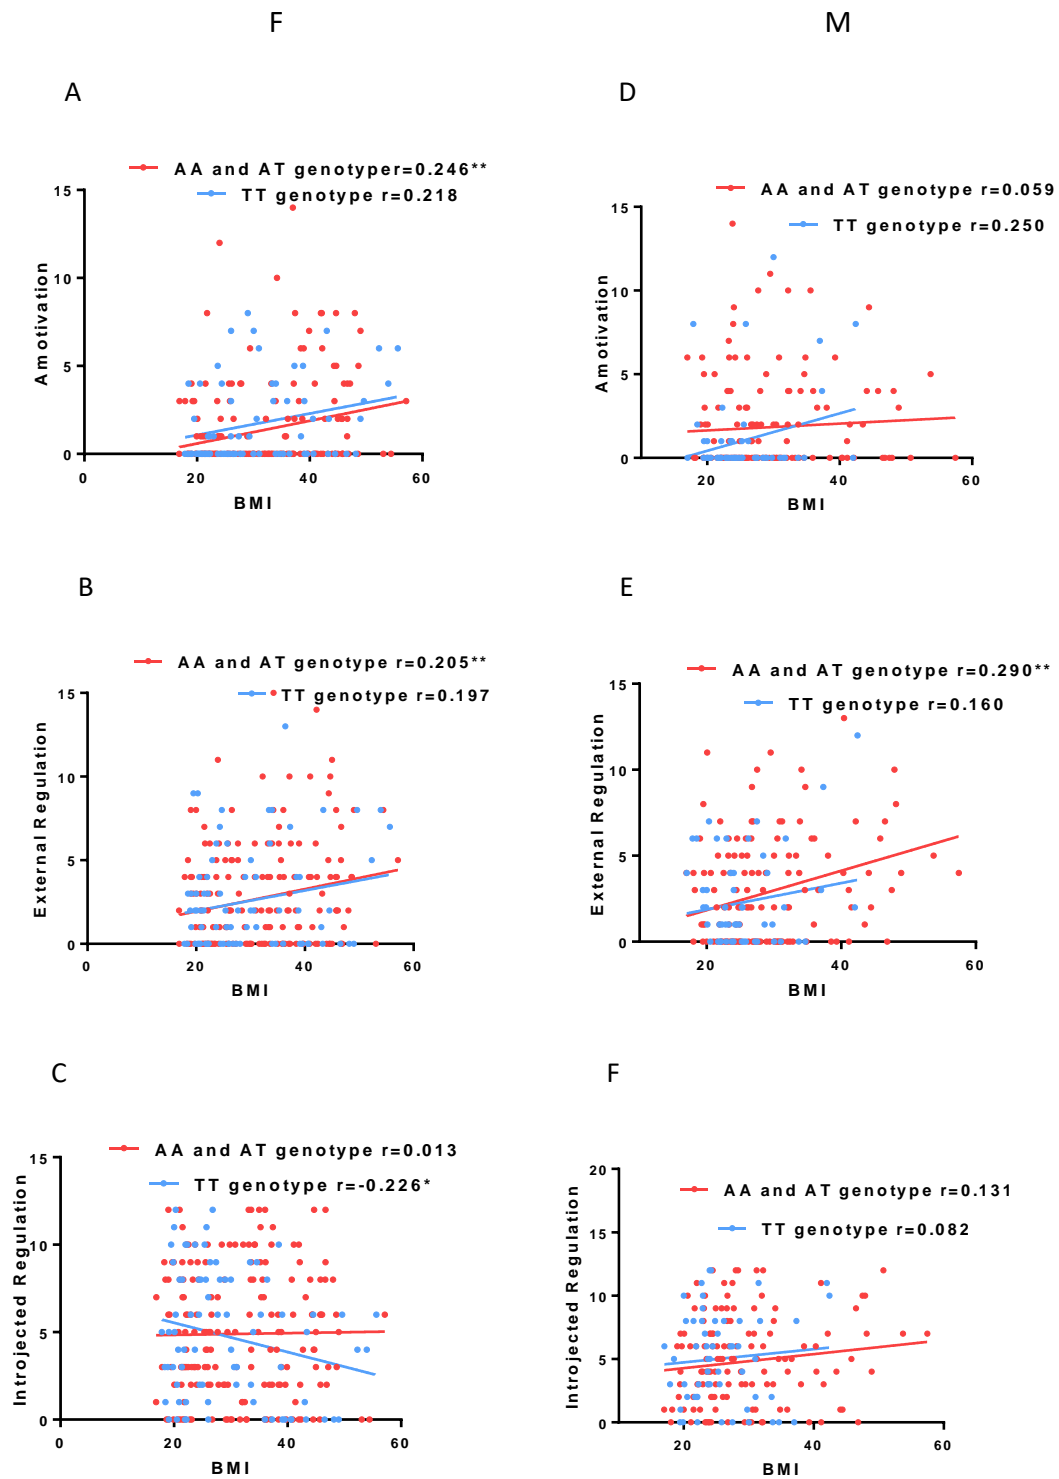 F
M
A
AA and AT genotyper=0.246**
TT genotype r=0.218
15
10
5
0
Amotivation
0 20 40 60
BMI
D
AA and AT genotype r=0.059
TT genotype r=0.250
15
10
5
0
Amotivation
20 40 60
BMI
B
AA and AT genotype r=0.205**
TT genotype r=0.197
15
10
5
0
External Regulation
0 20 40 60
BMI
E
AA and AT genotype r=0.290**
TT genotype r=0.160
15
10
5
0
External Regulation
20 40 60
BMI
C
AA and AT genotype r=0.013
TT genotype r=-0.226*
15
10
5
0
Introjected Regulation
0 20 40 60
BMI
F
AA and AT genotype r=0.131
TT genotype r=0.082
20
15
10
5
0
Introjected Regulation
20 40 60
BMI